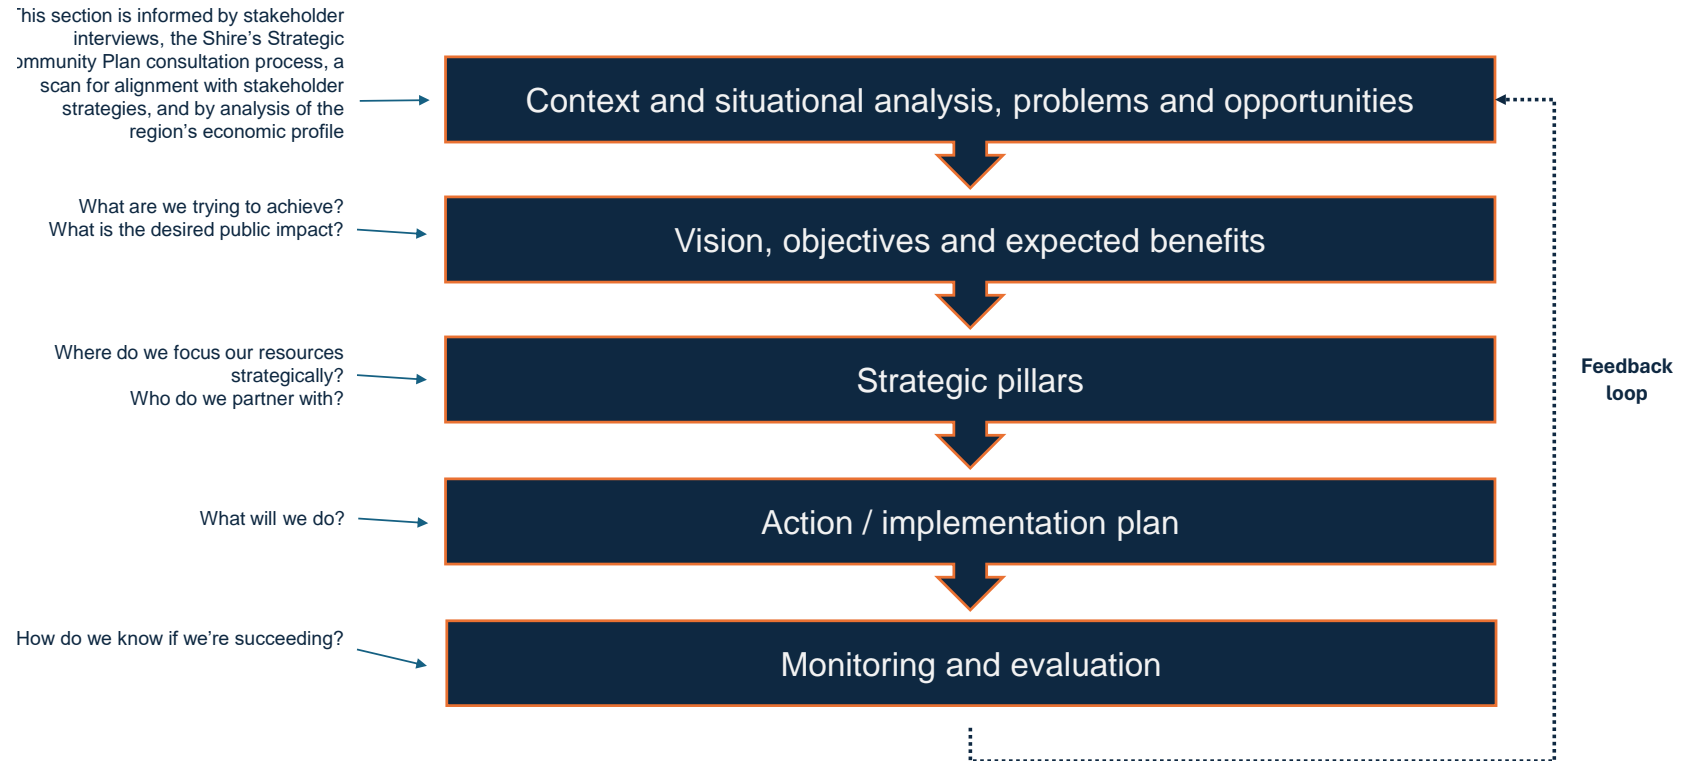 This section is informed by stakeholder
interviews, the Shire's Strategic
ommunity Plan consultation process, a
scan for alignment with stakeholder
strategies, and by analysis of the
region's economic profile
Context and situational analysis, problems and opportunities
What are we trying to achieve?
What is the desired public impact?
Vision, objectives and expected benefits
Where do we focus our resources
strategically?
Who do we partner with?
Strategic pillars
Feedback
loop
What will we do?
Action / implementation plan
How do we know if we're succeeding?
Monitoring and evaluation